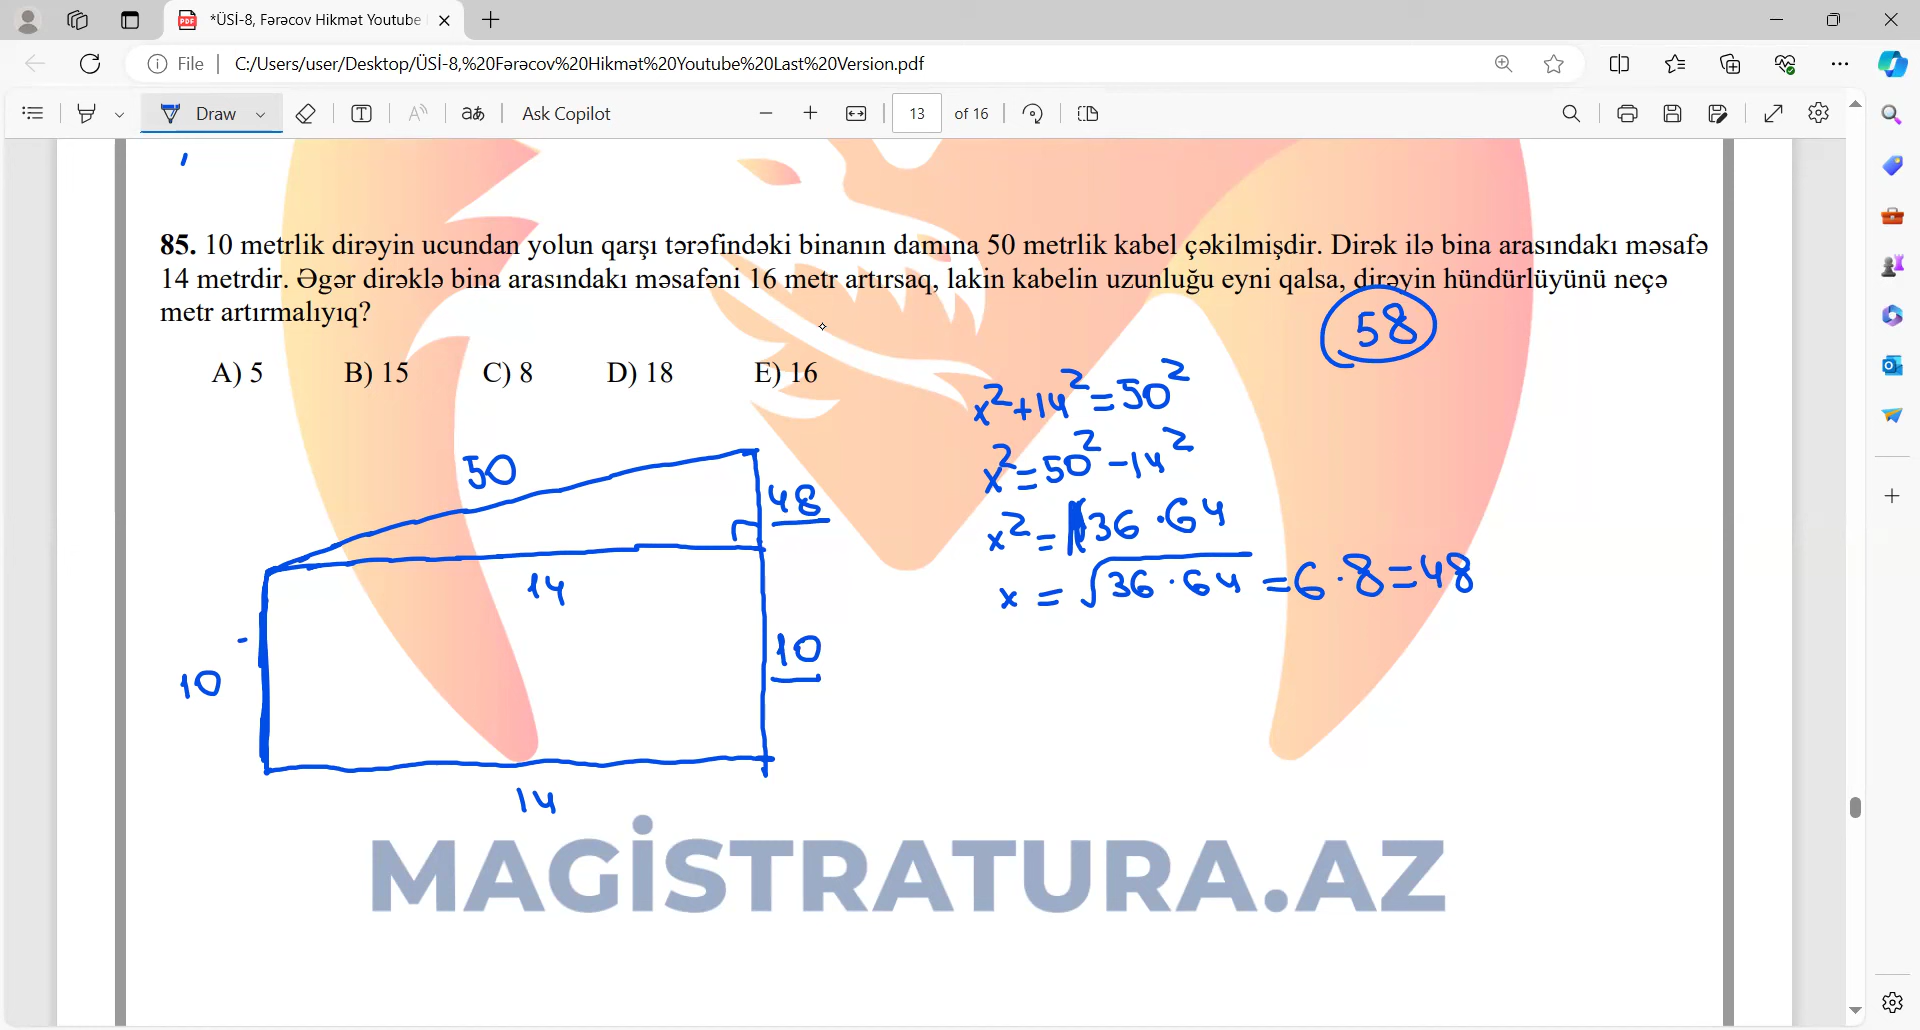 *ÜSİ-8, Fərəcov Hikmət Youtube
File
C:/Users/user/Desktop/ÜSİ-8,%20Fərəcov%20Hikmət%20Youtube%20Last%20Version.pdf
Draw
Ask Copilot
13 of 16
85. 10 metrlik dirəyin ucundan yolun qarşı tərəfindəki binanın damına 50 metrlik kabel çəkilmişdir. Dirək ilə bina arasındakı məsafə
14 metrdir. Əgər dirəklə bina arasındakı məsafəni 16 metr artırsaq, lakin kabelin uzunluğu eyni qalsa, dirəyin hündürlüyünü neçə
metr artırmalıyıq?
58
A) 5 B) 15 C) 8 D) 18 E) 16
x²+14²=50²
x²=50²-14²
x²=36·64
x=√36·64=6·8=48
50
48
14
10
10
14
MAGİSTRATURA.AZ